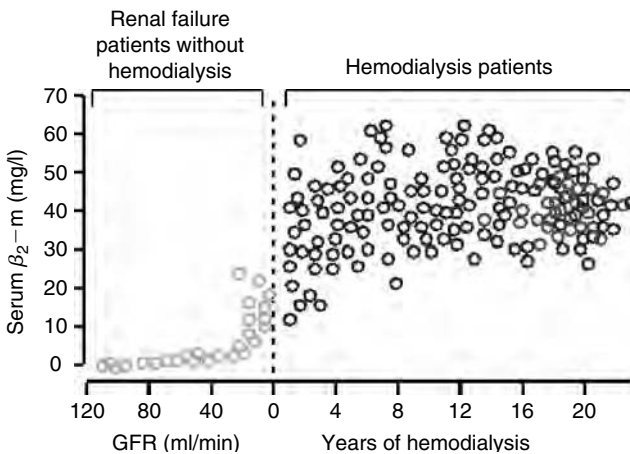 Renal failure
patients without
hemodialysis
Hemodialysis patients
Serum β₂−m (mg/l)
70
60
50
40
30
20
10
0
120 80 40 0 4 8 12 16 20
GFR (ml/min) Years of hemodialysis